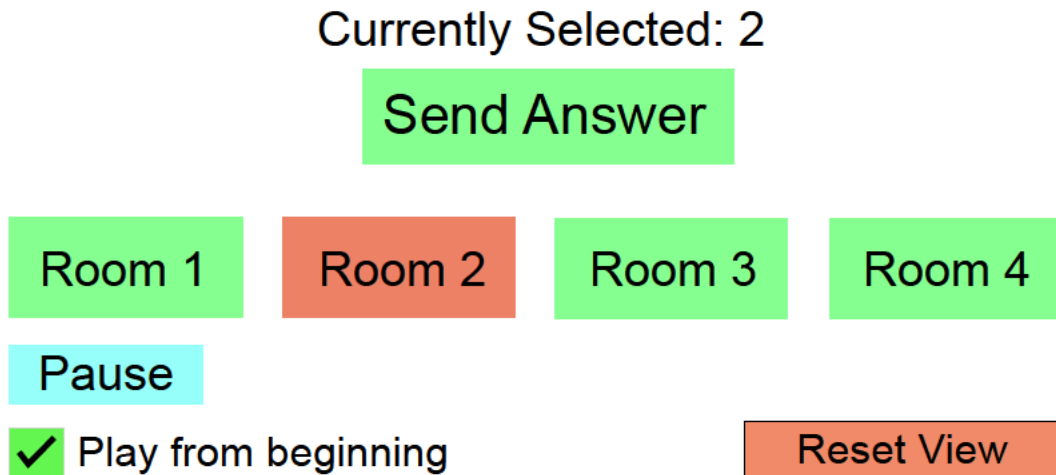 Currently Selected: 2
Send Answer
Room 1 Room 2 Room 3 Room 4
Pause
Play from beginning Reset View